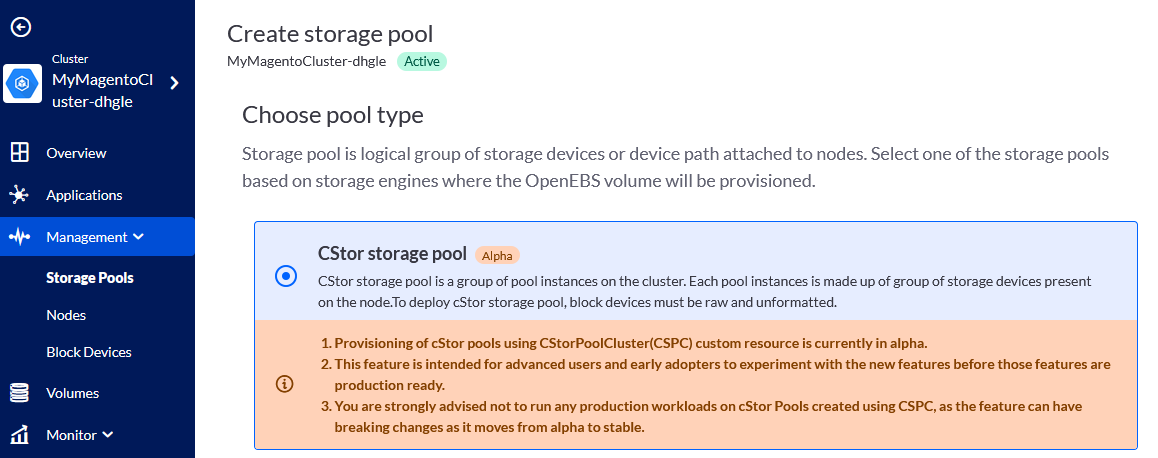 Create storage pool
MyMagentoCluster-dhgle Active
Cluster
MyMagentoCl
uster-dhgle
Overview
Applications
Management
Storage Pools
Nodes
Block Devices
Volumes
Monitor
Choose pool type
Storage pool is logical group of storage devices or device path attached to nodes. Select one of the storage pools
based on storage engines where the OpenEBS volume will be provisioned.
CStor storage pool Alpha
CStor storage pool is a group of pool instances on the cluster. Each pool instances is made up of group of storage devices present
on the node.To deploy cStor storage pool, block devices must be raw and unformatted.
1. Provisioning of cStor pools using CStorPoolCluster(CSPC) custom resource is currently in alpha.
2. This feature is intended for advanced users and early adopters to experiment with the new features before those features are
production ready.
3. You are strongly advised not to run any production workloads on cStor Pools created using CSPC, as the feature can have
breaking changes as it moves from alpha to stable.